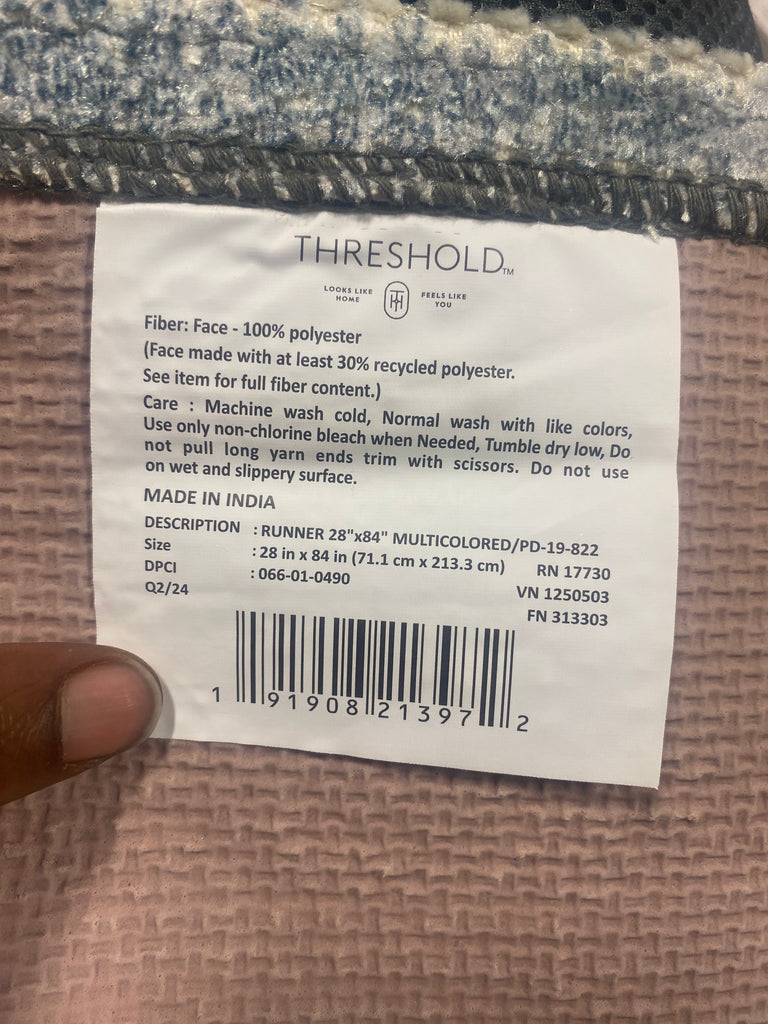 THRESHOLD™
LOOKS LIKE HOME TH FEELS LIKE YOU
Fiber: Face - 100% polyester
(Face made with at least 30% recycled polyester.
See item for full fiber content.)
Care : Machine wash cold, Normal wash with like colors,
Use only non-chlorine bleach when Needed, Tumble dry low, Do
not pull long yarn ends trim with scissors. Do not use
on wet and slippery surface.
MADE IN INDIA
DESCRIPTION : RUNNER 28"x84" MULTICOLORED/PD-19-822
Size : 28 in x 84 in (71.1 cm x 213.3 cm) RN 17730
DPCI : 066-01-0490 VN 1250503
Q2/24 FN 313303
1 91908 21397 2